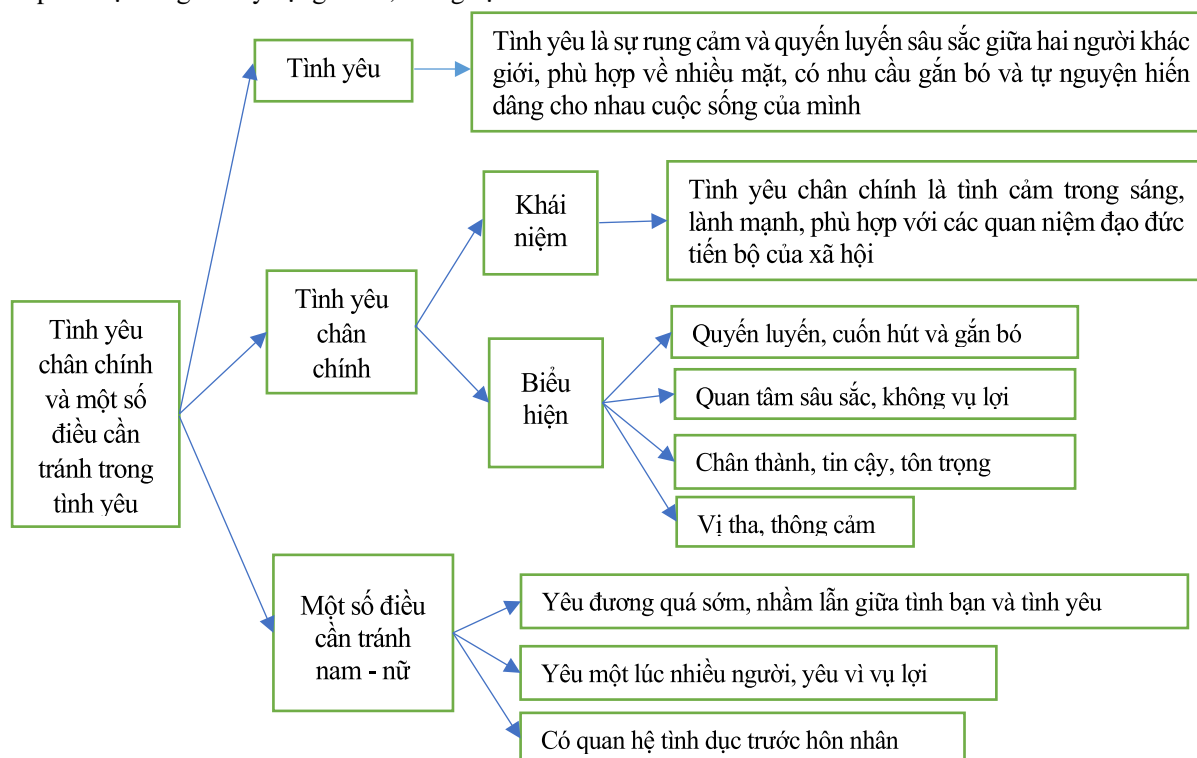 Tình yêu
Tình yêu là sự rung cảm và quyến luyến sâu sắc giữa hai người khác
giới, phù hợp về nhiều mặt, có nhu cầu gắn bó và tự nguyện hiến
dâng cho nhau cuộc sống của mình
Tình yêu
chân chính
và một số
điều cần
tránh trong
tình yêu
Tình yêu
chân
chính
Khái
niệm
Tình yêu chân chính là tình cảm trong sáng,
lành mạnh, phù hợp với các quan niệm đạo đức
tiến bộ của xã hội
Biểu
hiện
Quyến luyến, cuốn hút và gắn bó
Quan tâm sâu sắc, không vụ lợi
Chân thành, tin cậy, tôn trọng
Vị tha, thông cảm
Một số điều
cần tránh
nam - nữ
Yêu đương quá sớm, nhầm lẫn giữa tình bạn và tình yêu
Yêu một lúc nhiều người, yêu vì vụ lợi
Có quan hệ tình dục trước hôn nhân